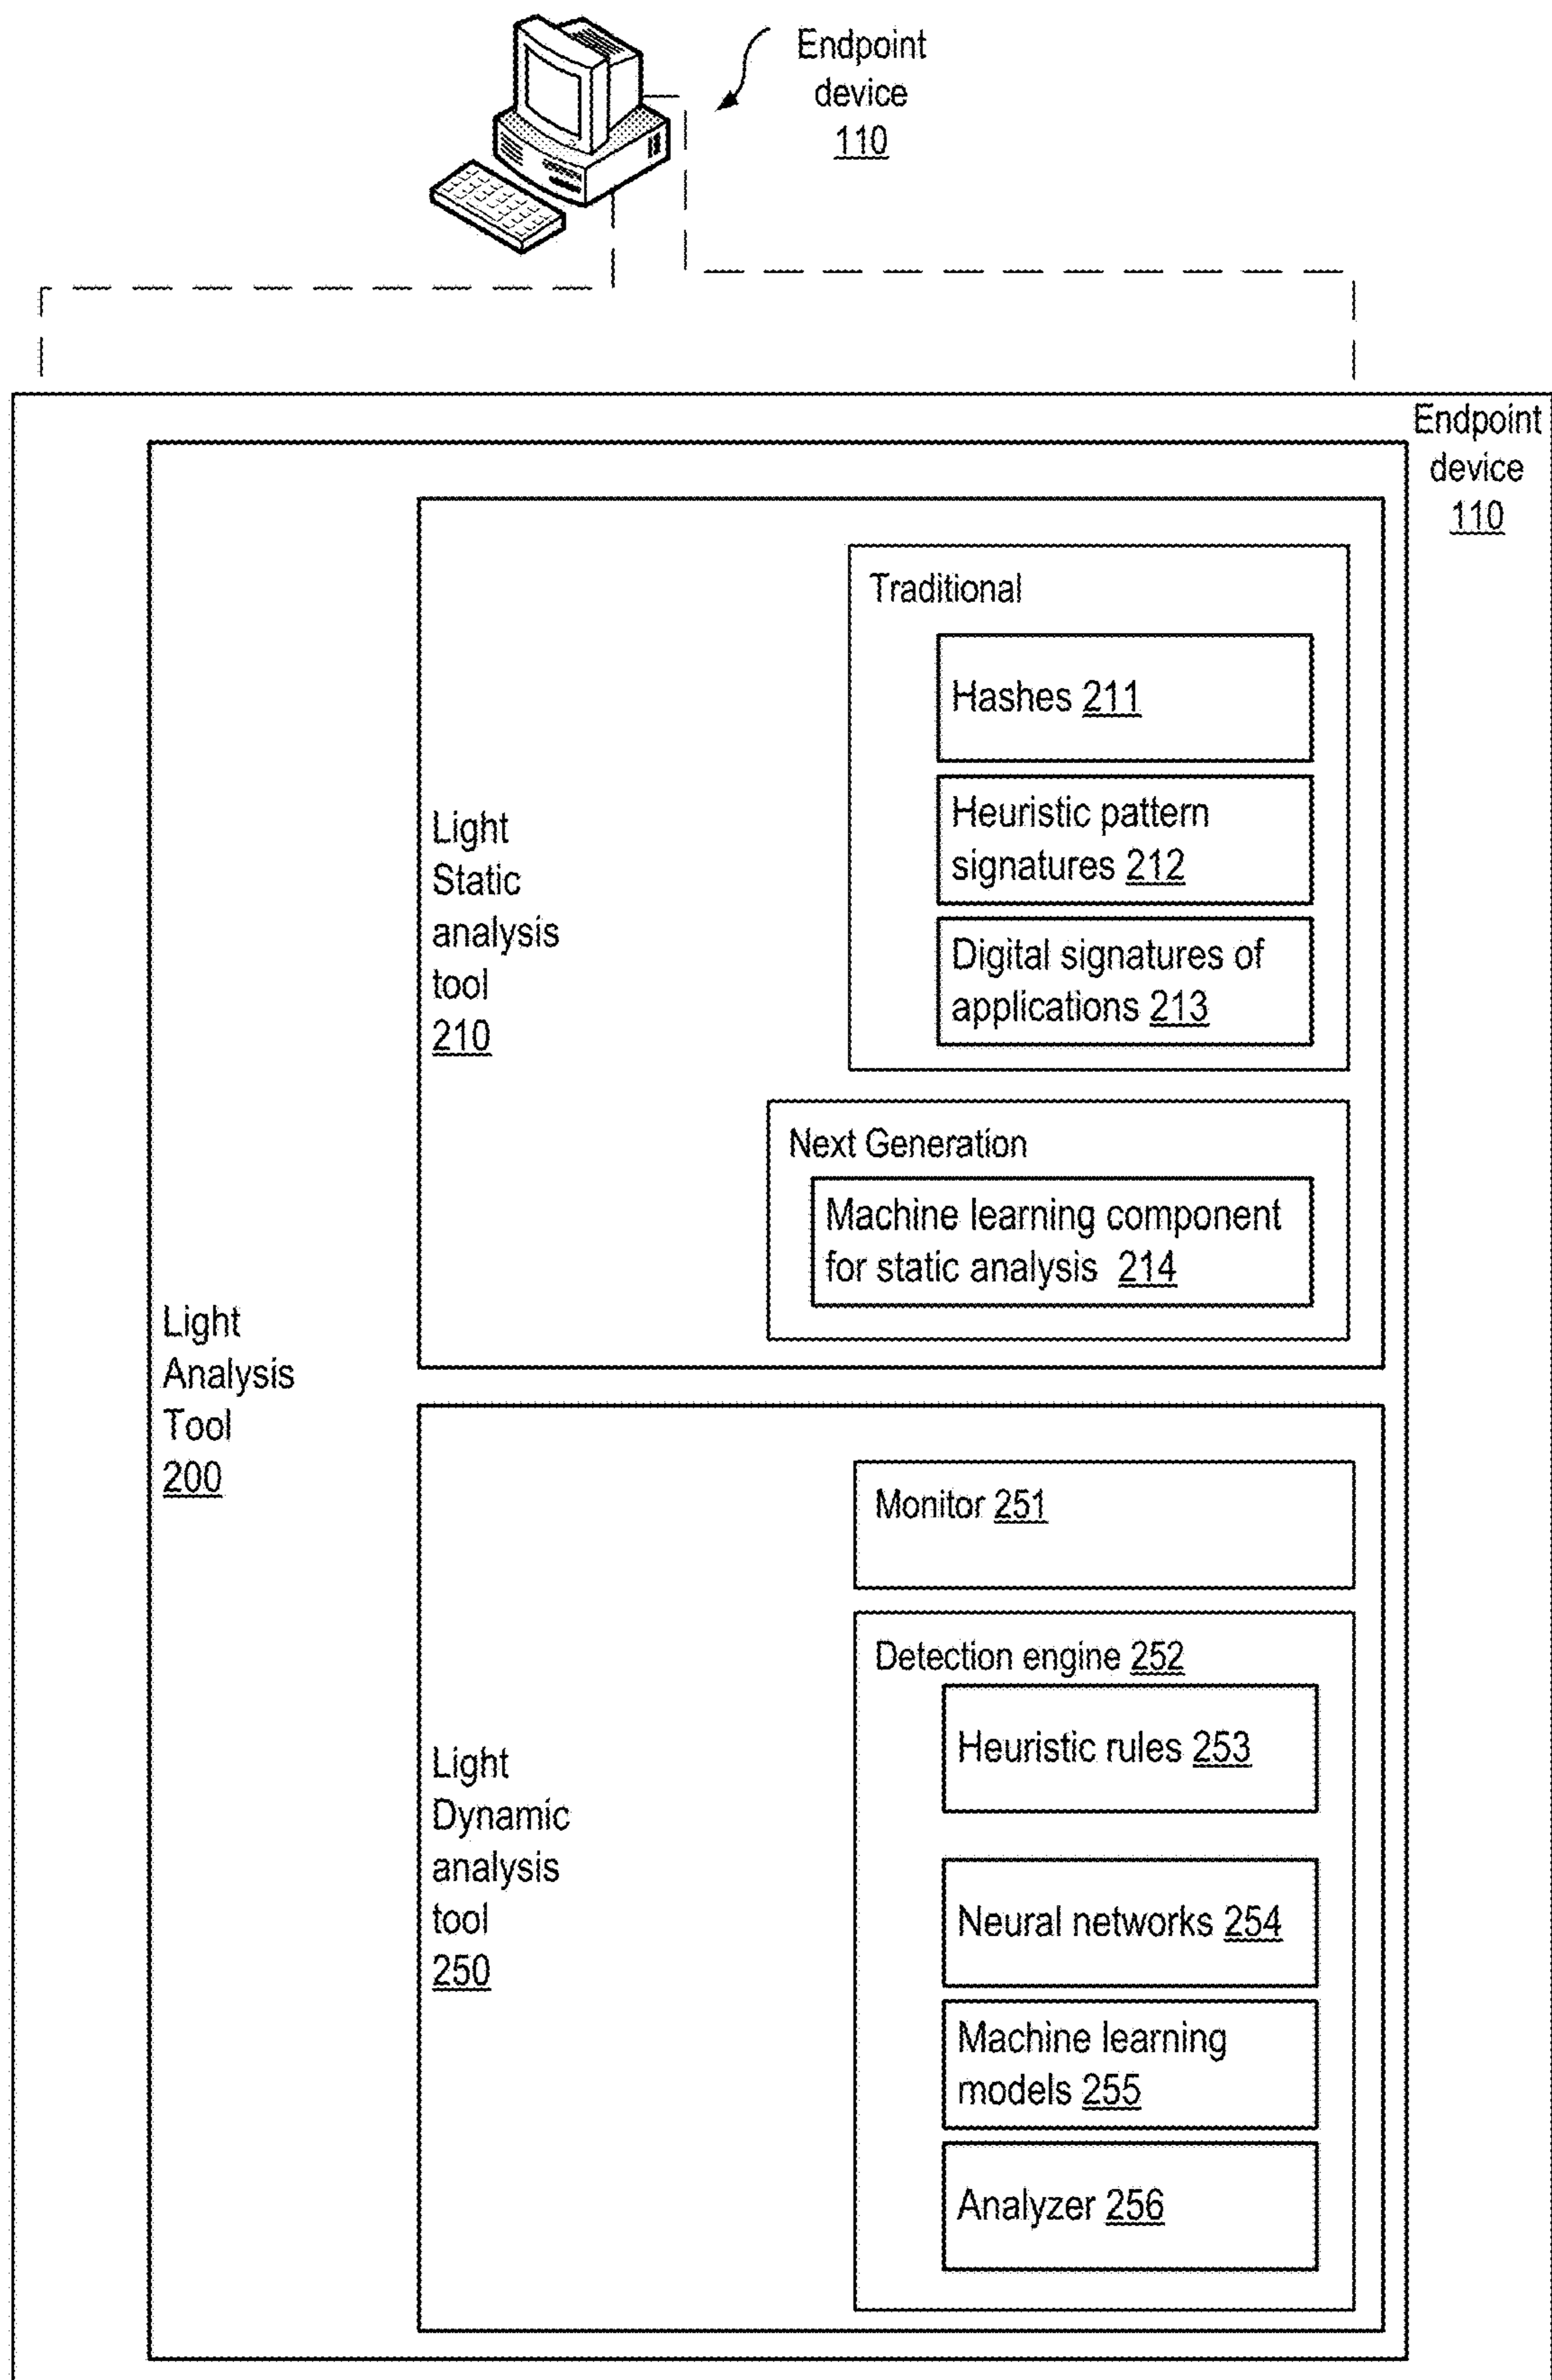 Endpoint
device
110
Endpoint
device
110
Traditional
Hashes 211
Heuristic pattern
signatures 212
Digital signatures of
applications 213
Light
Static
analysis
tool
210
Next Generation
Machine learning component
for static analysis 214
Light
Analysis
Tool
200
Monitor 251
Detection engine 252
Heuristic rules 253
Light
Dynamic
analysis
tool
250
Neural networks 254
Machine learning
models 255
Analyzer 256